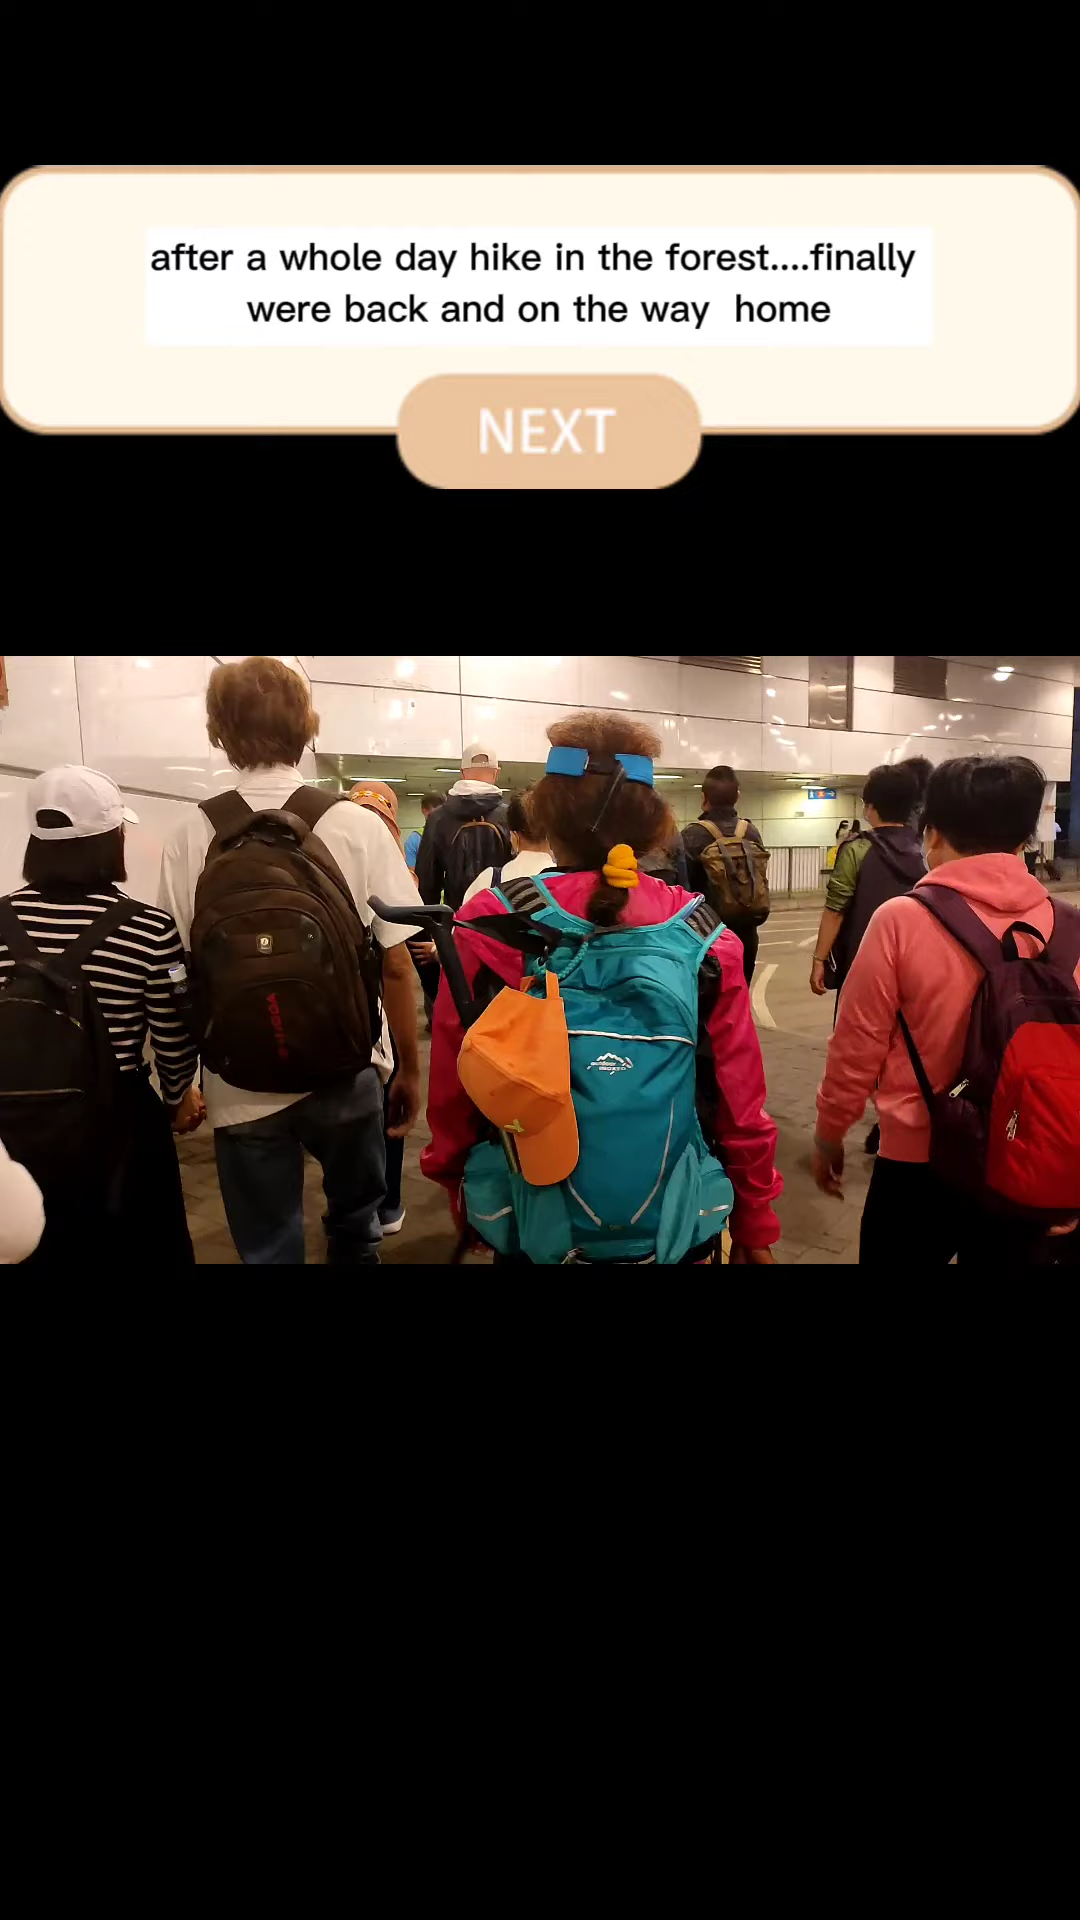 after a whole day hike in the forest....finally
were back and on the way  home
NEXT